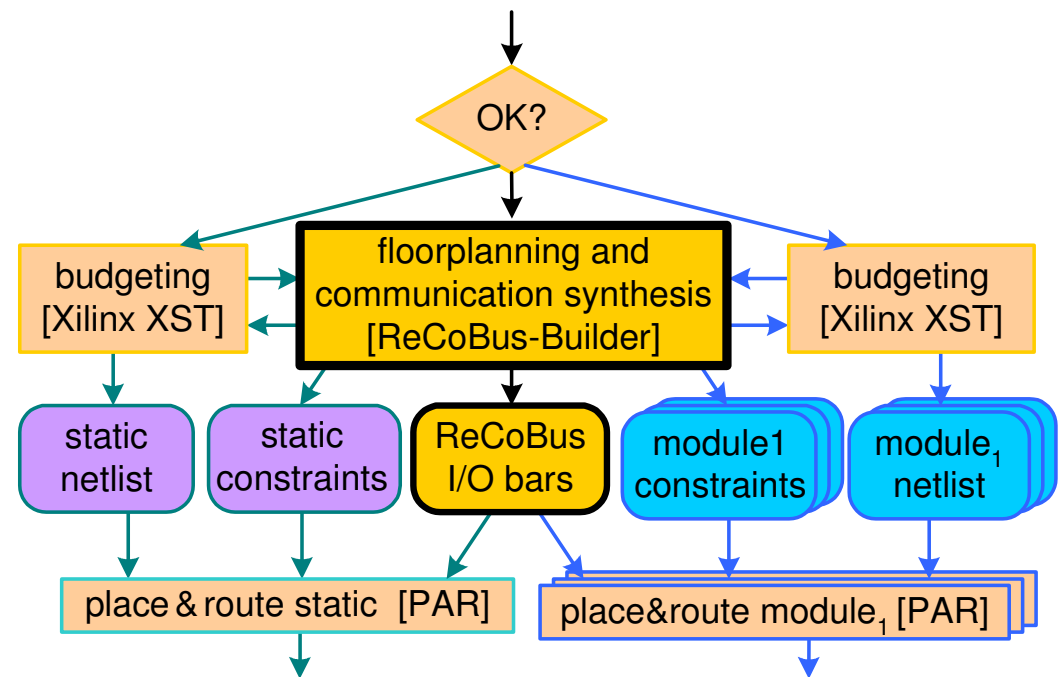 OK?
budgeting
[Xilinx XST]
floorplanning and
communication synthesis
[ReCoBus-Builder]
budgeting
[Xilinx XST]
static
netlist
static
constraints
ReCoBus
I/O bars
module1
constraints
module₁
netlist
place & route static [PAR]
place&route module₁ [PAR]